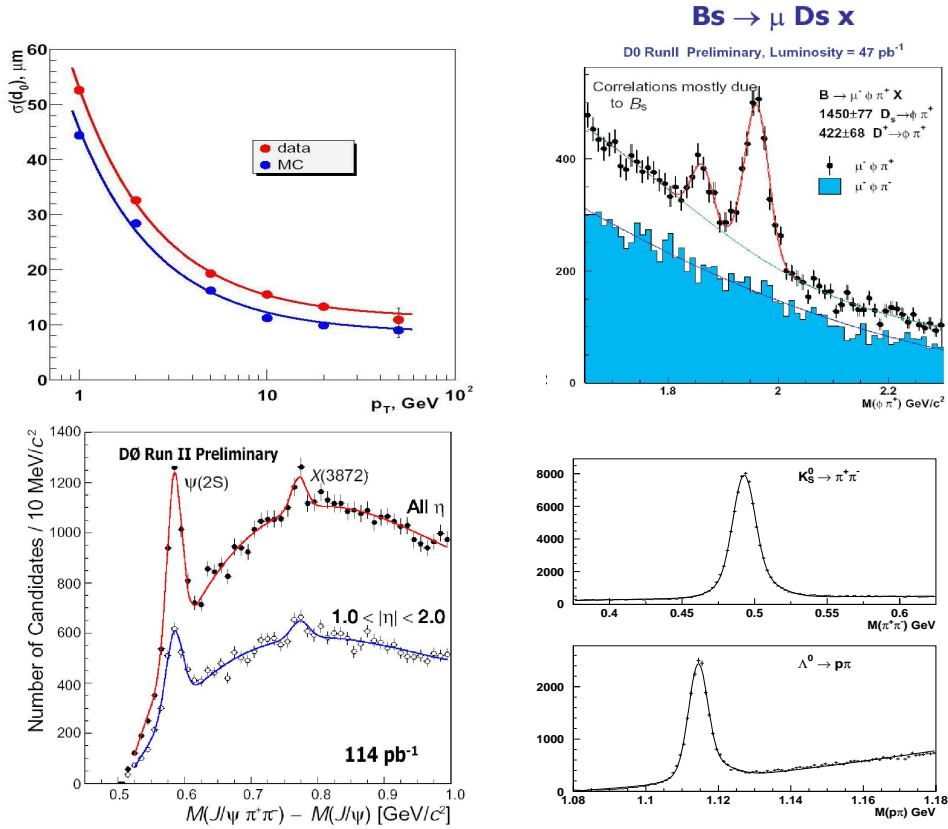 σ(d₀), μm
60
50
40
30
20
10
0
data
MC
1
10
10²
p_T, GeV
Bs → μ Ds x
D0 RunII Preliminary, Luminosity = 47 pb⁻¹
Correlations mostly due
to B_s
B → μ⁻ φ π⁺ X
1450±77 D_s→φ π⁺
422±68 D⁺→φ π⁺
μ⁻ φ π⁺
μ⁻ φ π⁻
400
200
0
1.8
2
2.2
M(φ π⁺) GeV/c²
Number of Candidates / 10 MeV/c²
1400
1200
1000
800
600
400
200
0
DØ Run II Preliminary
ψ(2S)
X(3872)
All η
1.0 < |η| < 2.0
114 pb⁻¹
0.5
0.6
0.7
0.8
0.9
1.0
M(J/ψ π⁺π⁻) − M(J/ψ) [GeV/c²]
8000
6000
4000
2000
0
K⁰_S → π⁺π⁻
0.4
0.45
0.5
0.55
0.6
M(π⁺π⁻) GeV
2000
1000
0
Λ⁰ → pπ
1.08
1.1
1.12
1.14
1.16
1.18
M(pπ) GeV